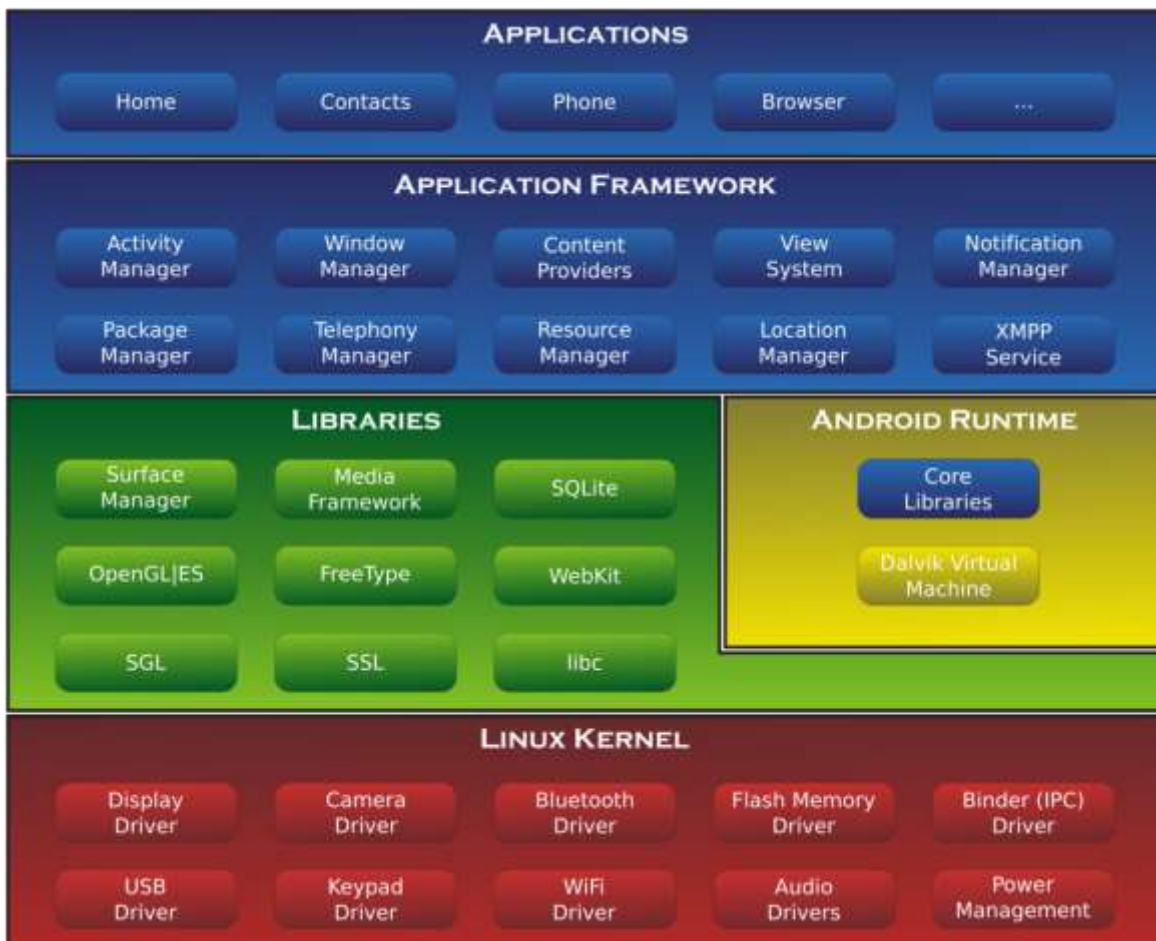 APPLICATIONS
Home
Contacts
Phone
Browser
...
APPLICATION FRAMEWORK
Activity
Manager
Window
Manager
Content
Providers
View
System
Notification
Manager
Package
Manager
Telephony
Manager
Resource
Manager
Location
Manager
XMPP
Service
LIBRARIES
Surface
Manager
Media
Framework
SQLite
OpenGL|ES
FreeType
WebKit
SGL
SSL
libc
ANDROID RUNTIME
Core
Libraries
Dalvik Virtual
Machine
LINUX KERNEL
Display
Driver
Camera
Driver
Bluetooth
Driver
Flash Memory
Driver
Binder (IPC)
Driver
USB
Driver
Keypad
Driver
WiFi
Driver
Audio
Drivers
Power
Management